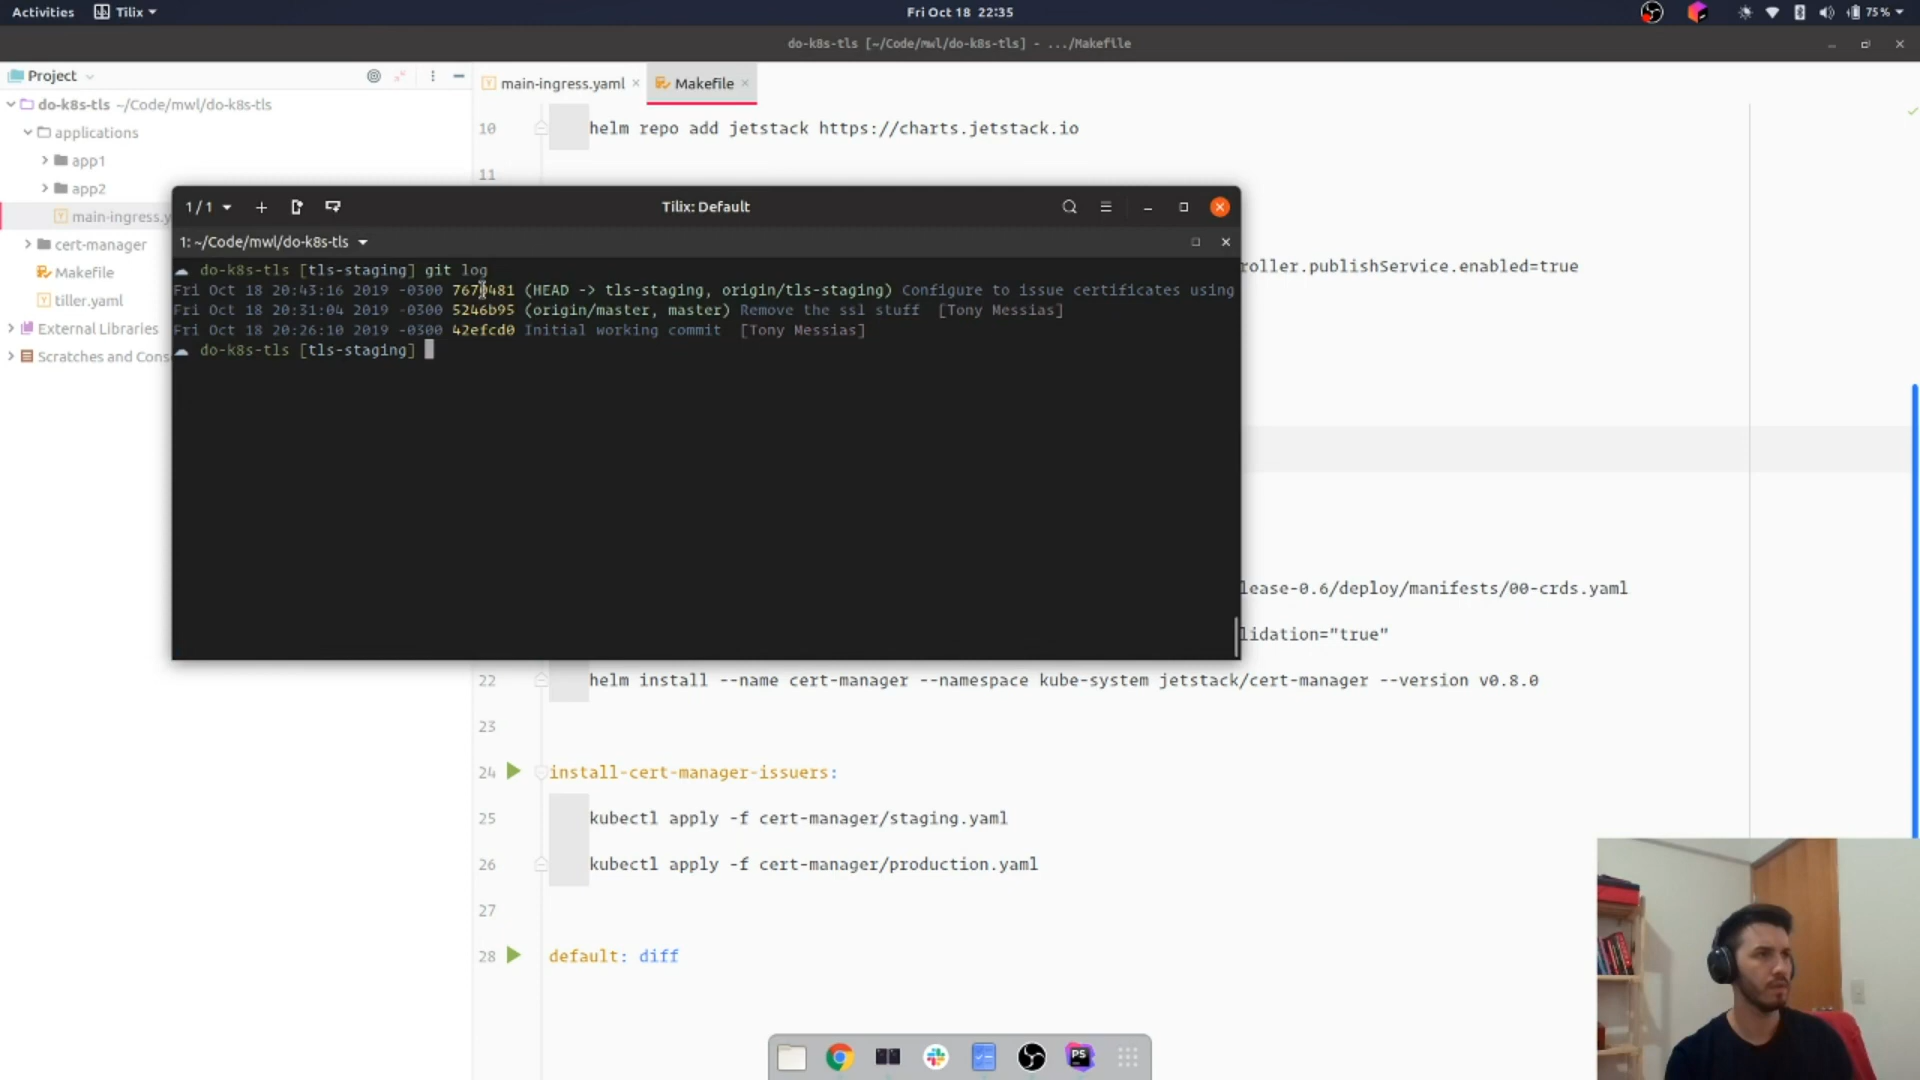 Activities Tilix Fri Oct 18 22:35 75 %
do-k8s-tls [~/Code/mwl/do-k8s-tls] - .../Makefile
Project main-ingress.yaml × Makefile ×
do-k8s-tls ~/Code/mwl/do-k8s-tls
applications
app1
app2
main-ingress.y
cert-manager
Makefile
tiller.yaml
External Libraries
Scratches and Cons
10 helm repo add jetstack https://charts.jetstack.io
11
1 / 1 Tilix: Default
1: ~/Code/mwl/do-k8s-tls
do-k8s-tls [tls-staging] git log
Fri Oct 18 20:43:16 2019 -0300 (HEAD -> tls-staging, origin/tls-staging) Configure to issue certificates using
Fri Oct 18 20:31:04 2019 -0300 5246b95 (origin/master, master) Remove the ssl stuff [Tony Messias]
Fri Oct 18 20:26:10 2019 -0300 42efcd0 Initial working commit [Tony Messias]
do-k8s-tls [tls-staging]
roller.publishService.enabled=true
lease-0.6/deploy/manifests/00-crds.yaml
lidation="true"
22 helm install --name cert-manager --namespace kube-system jetstack/cert-manager --version v0.8.0
23
24 install-cert-manager-issuers:
25 kubectl apply -f cert-manager/staging.yaml
26 kubectl apply -f cert-manager/production.yaml
27
28 default: diff
PS